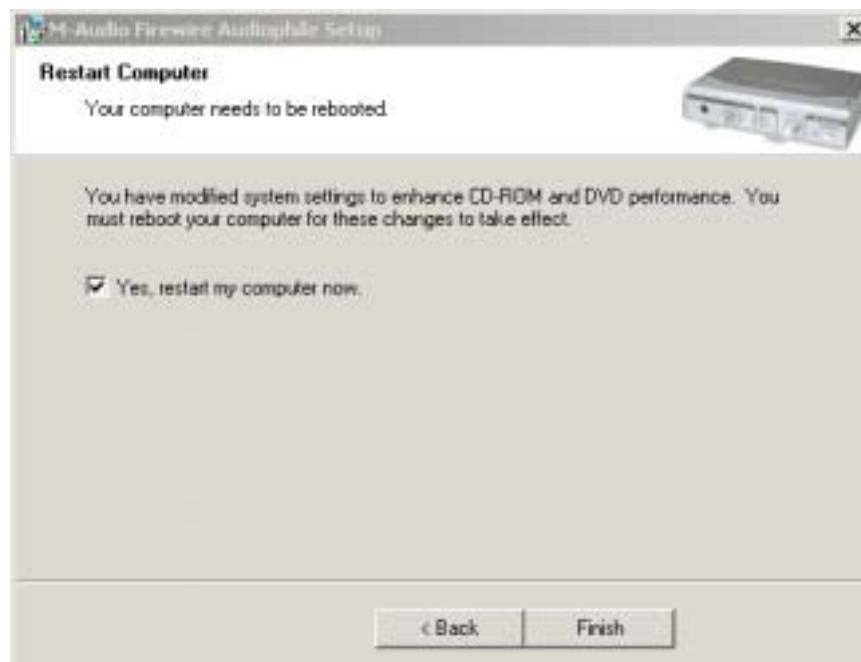 M-Audio Firewire Audiophile Setup
Restart Computer
Your computer needs to be rebooted.
You have modified system settings to enhance CD-ROM and DVD performance. You
must reboot your computer for these changes to take effect.
Yes, restart my computer now.
< Back
Finish